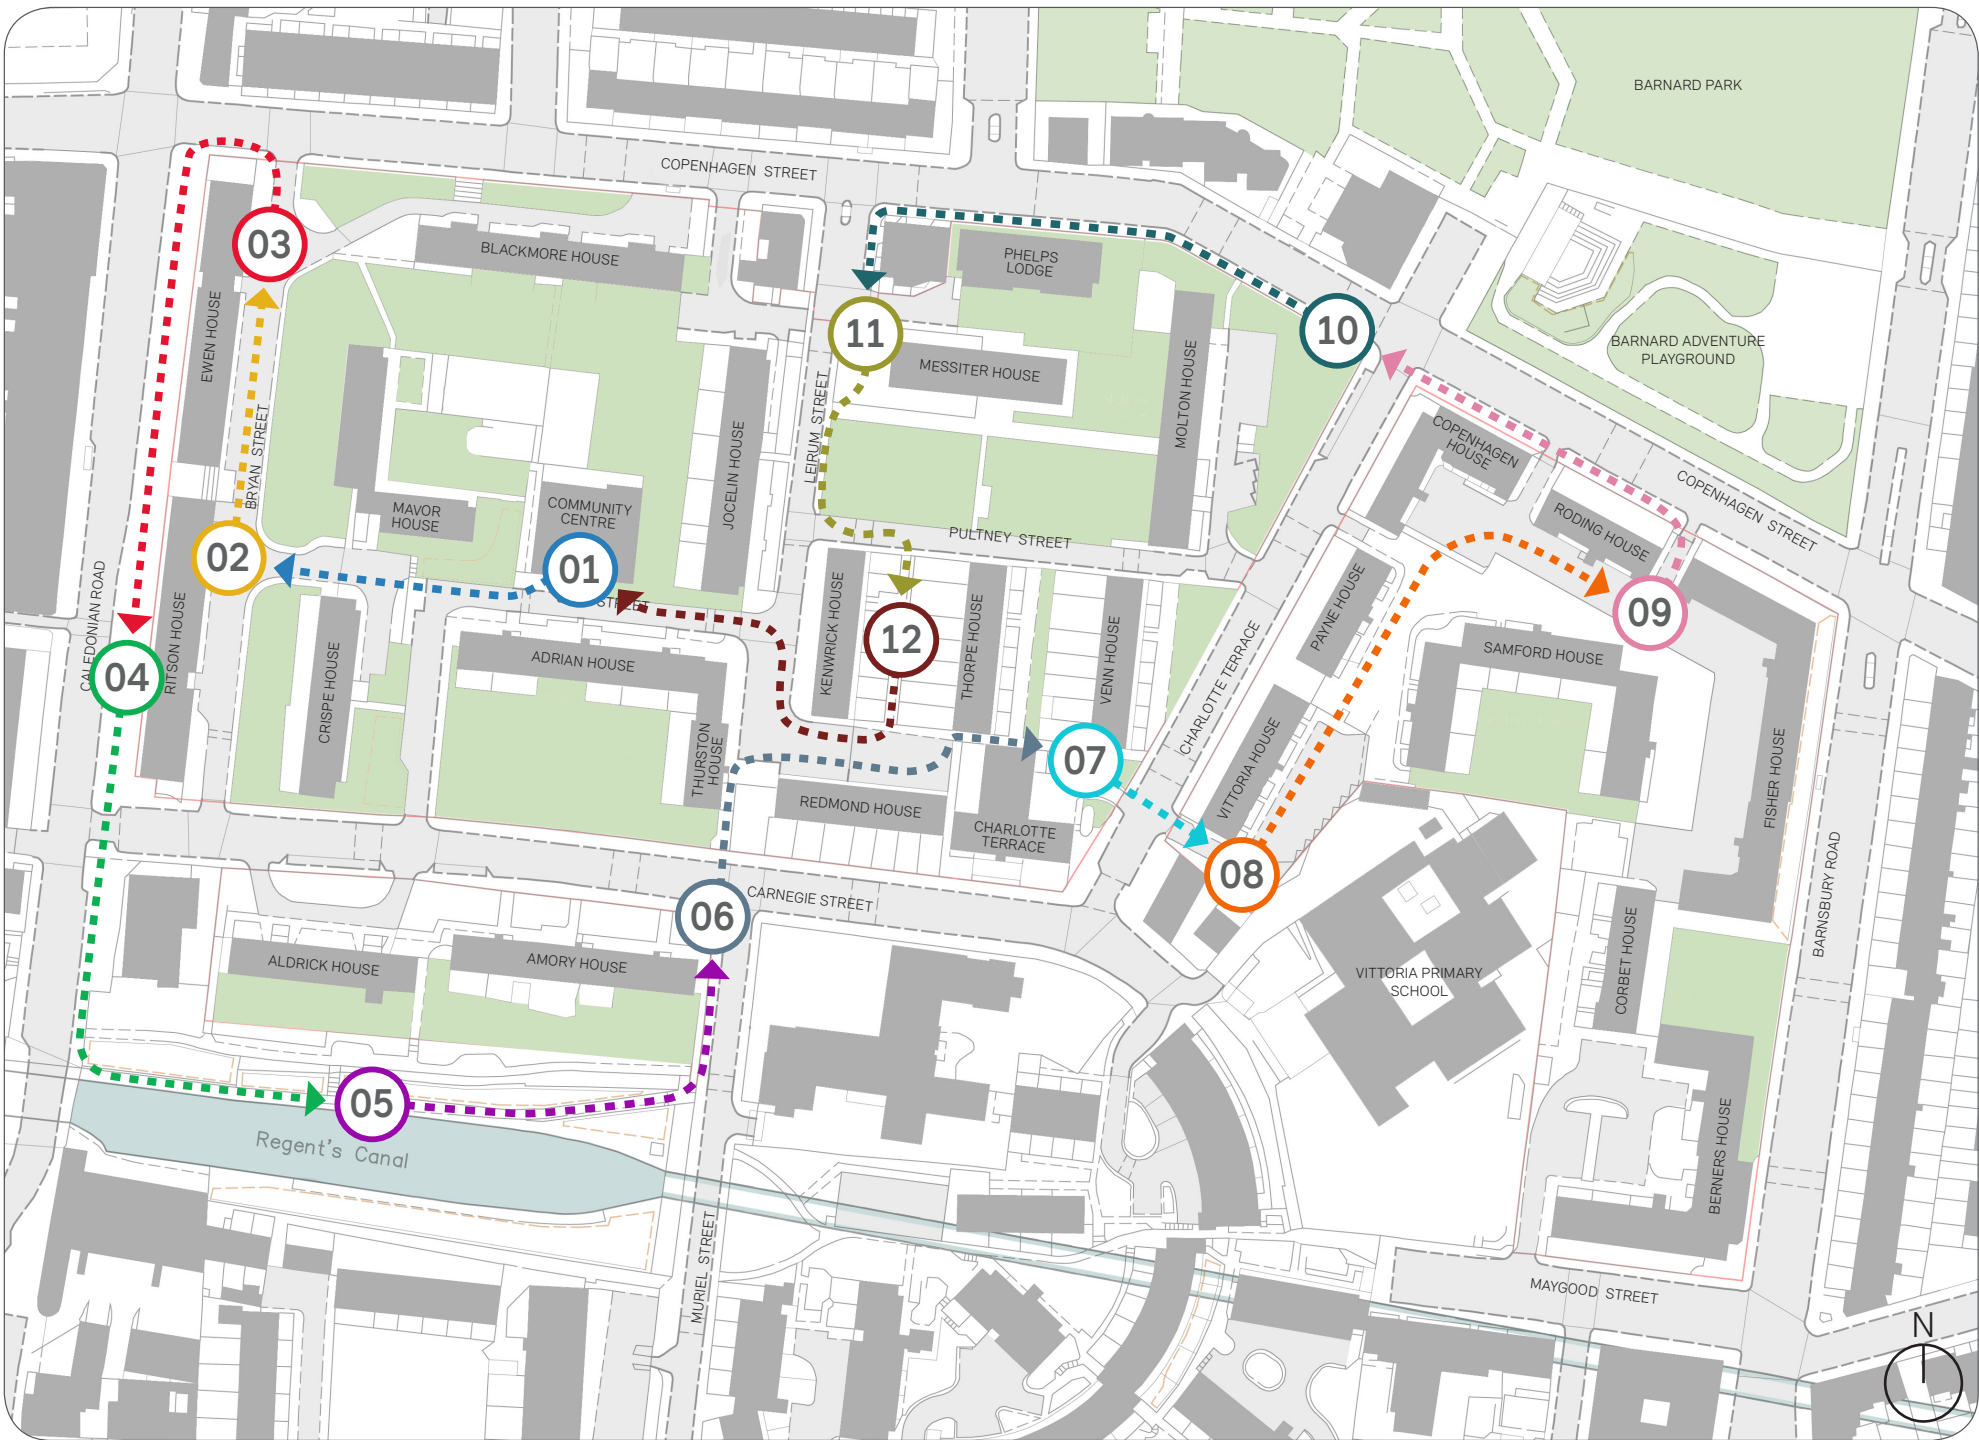 BARNARD PARK
COPENHAGEN STREET
03
BLACKMORE HOUSE
PHELPS
LODGE
EWEN HOUSE
11
10
MESSITER HOUSE
MOLTON HOUSE
BARNARD ADVENTURE
PLAYGROUND
LEIRUM STREET
BRYAN STREET
JOCELIN HOUSE
COPENHAGEN
HOUSE
COPENHAGEN STREET
MAVOR
HOUSE
COMMUNITY
CENTRE
RODING HOUSE
PULTNEY STREET
02
01
STREET
09
CALEDONIAN ROAD
RITSON HOUSE
CRISPE HOUSE
ADRIAN HOUSE
KENWRICK HOUSE
12
THORPE HOUSE
VENN HOUSE
CHARLOTTE TERRACE
PAYNE HOUSE
SAMFORD HOUSE
04
THURSTON
HOUSE
07
VITTORIA HOUSE
FISHER HOUSE
REDMOND HOUSE
CHARLOTTE
TERRACE
08
BARNSBURY ROAD
CARNEGIE STREET
06
ALDRICK HOUSE
AMORY HOUSE
VITTORIA PRIMARY
SCHOOL
CORBET HOUSE
05
Regent's Canal
BERNERS HOUSE
MURIEL STREET
MAYGOOD STREET
N